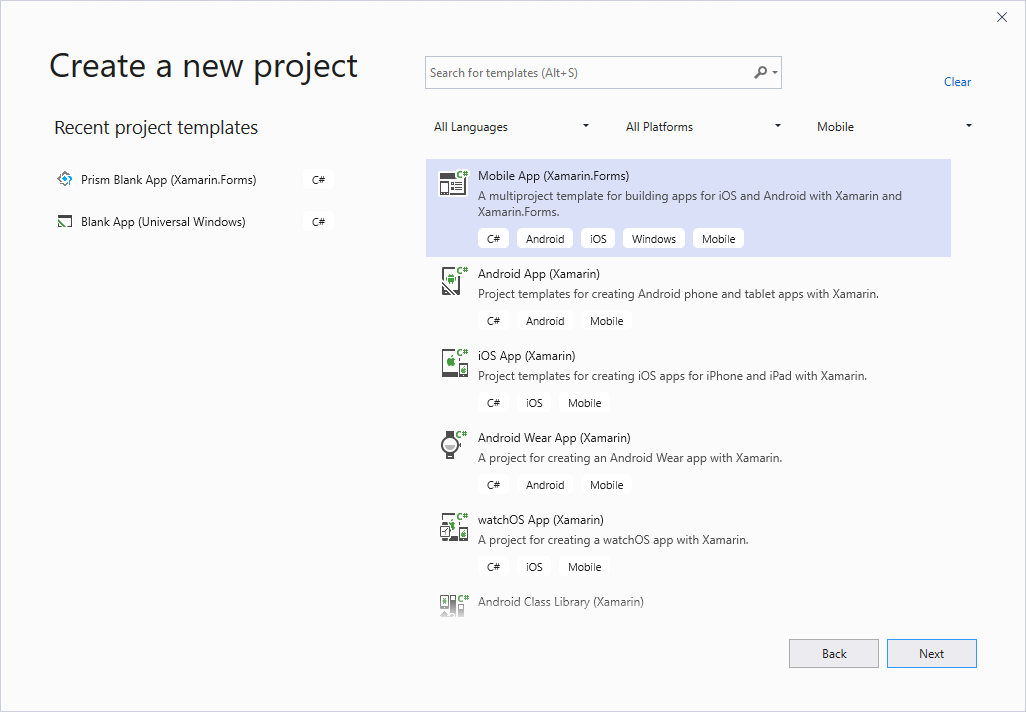 Create a new project
Search for templates (Alt+S)
Clear
Recent project templates
All Languages
All Platforms
Mobile
Prism Blank App (Xamarin.Forms)
C#
Blank App (Universal Windows)
C#
C#
Mobile App (Xamarin.Forms)
A multiproject template for building apps for iOS and Android with Xamarin and
Xamarin.Forms.
C# Android iOS Windows Mobile
C#
Android App (Xamarin)
Project templates for creating Android phone and tablet apps with Xamarin.
C# Android Mobile
C#
iOS App (Xamarin)
Project templates for creating iOS apps for iPhone and iPad with Xamarin.
C# iOS Mobile
C#
Android Wear App (Xamarin)
A project for creating an Android Wear app with Xamarin.
C# Android Mobile
C#
watchOS App (Xamarin)
A project for creating a watchOS app with Xamarin.
C# iOS Mobile
C#
Android Class Library (Xamarin)
Back
Next